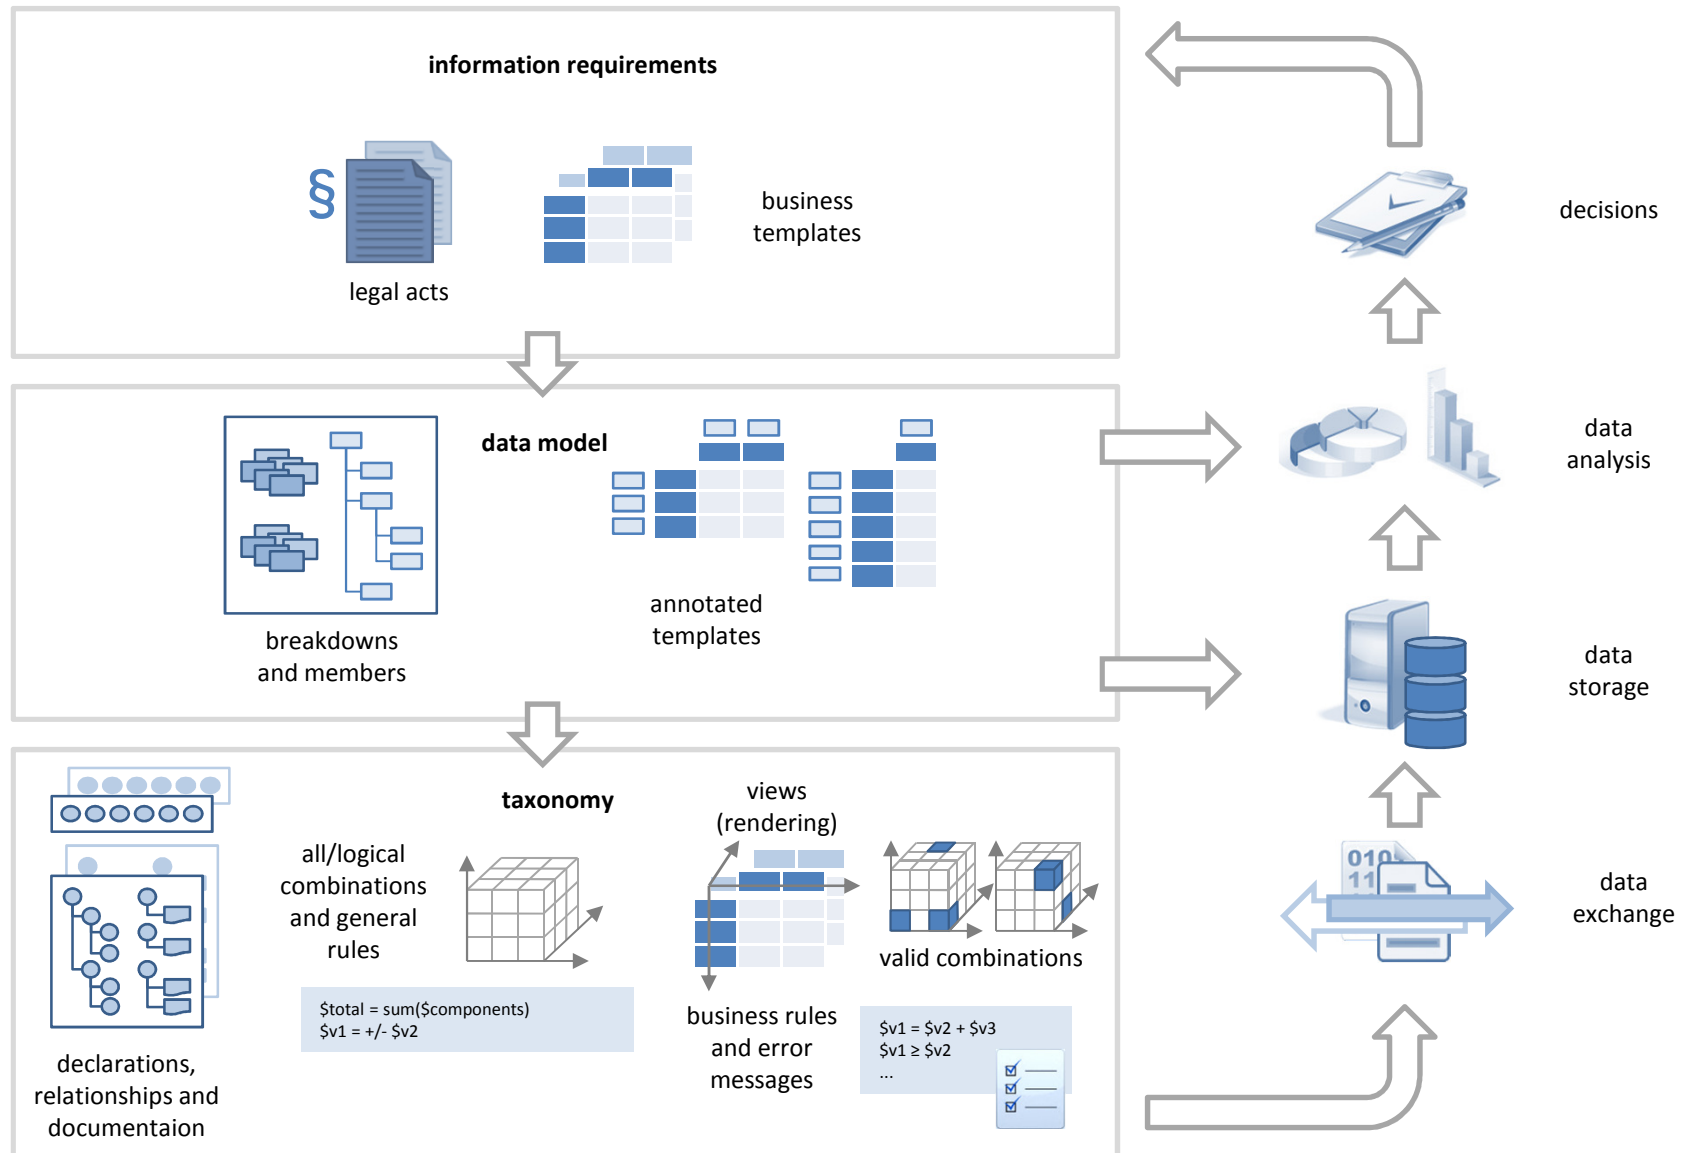 information requirements
§
legal acts
business
templates
decisions
data model
breakdowns
and members
annotated
templates
data
analysis
data
storage
taxonomy
declarations,
relationships and
documentaion
all/logical
combinations
and general
rules
$total = sum($components)
$v1 = +/- $v2
views
(rendering)
valid combinations
business rules
and error
messages
$v1 = $v2 + $v3
$v1 ≥ $v2
...
010
11
data
exchange